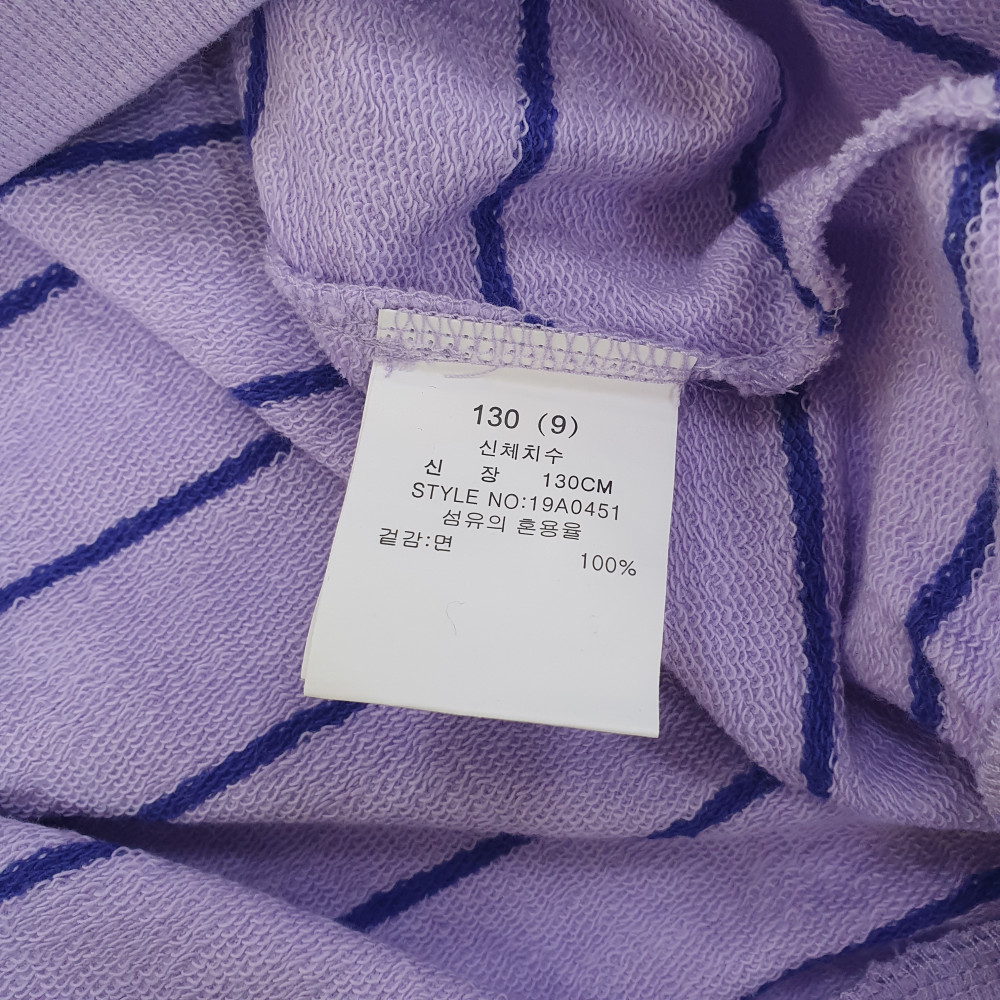 130 (9)
신체치수
신 장 130CM
STYLE NO:19A0451
섬유의 혼용율
겉감:면 100%